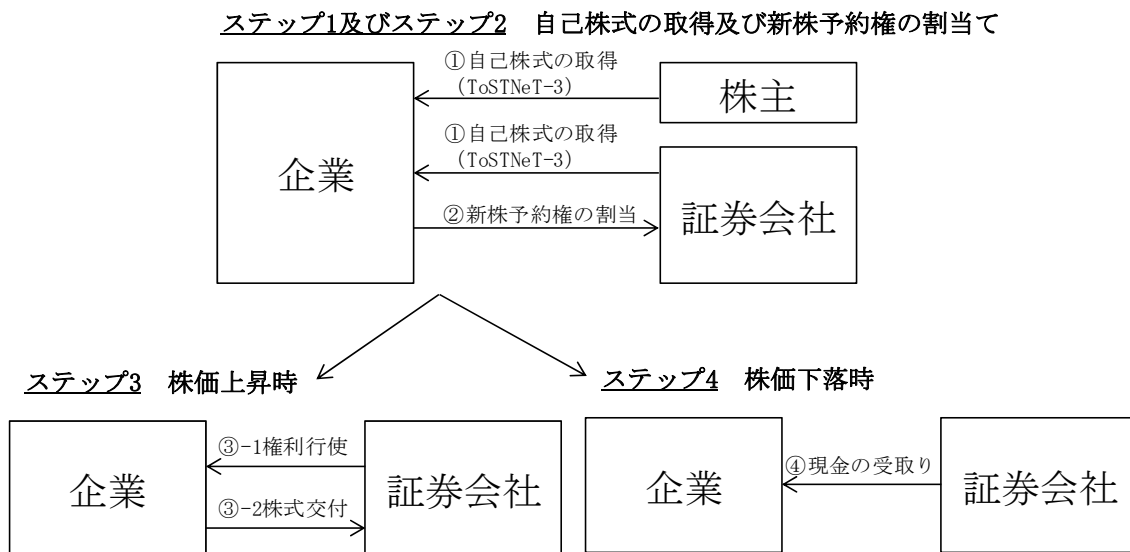 ステップ1及びステップ2　自己株式の取得及び新株予約権の割当て
①自己株式の取得
(ToSTNeT-3)
株主
①自己株式の取得
(ToSTNeT-3)
企業
②新株予約権の割当
証券会社
ステップ3　株価上昇時
ステップ4　株価下落時
企業
③-1権利行使
③-2株式交付
証券会社
企業
④現金の受取り
証券会社